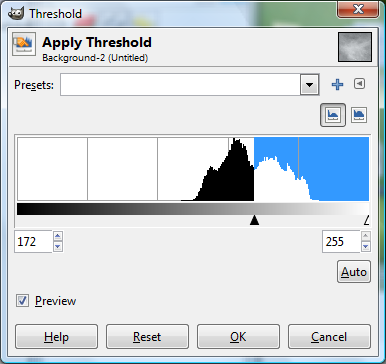 Threshold
Apply Threshold
Background-2 (Untitled)
Presets:
172 255
Auto
Preview
Help Reset OK Cancel